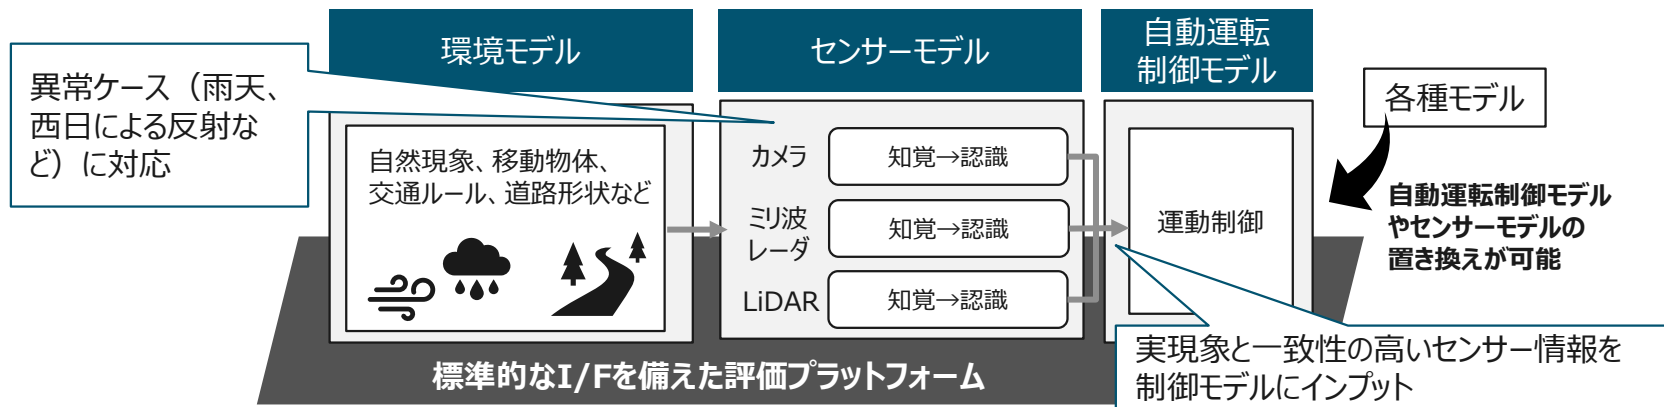 環境モデル
センサーモデル
自動運転
制御モデル
異常ケース（雨天、
西日による反射な
ど）に対応
各種モデル
自然現象、移動物体、
交通ルール、道路形状など
カメラ
知覚→認識
ミリ波
レーダ
知覚→認識
LiDAR
知覚→認識
運動制御
自動運転制御モデル
やセンサーモデルの
置き換えが可能
実現象と一致性の高いセンサー情報を
制御モデルにインプット
標準的なI/Fを備えた評価プラットフォーム